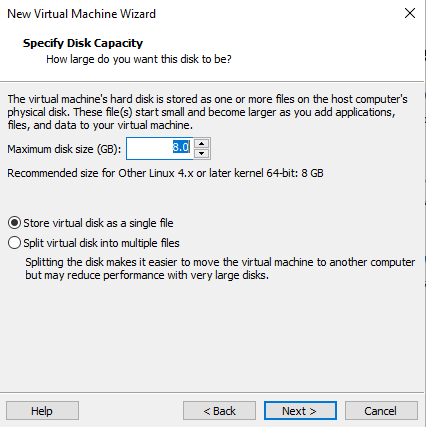 New Virtual Machine Wizard
Specify Disk Capacity
How large do you want this disk to be?
The virtual machine's hard disk is stored as one or more files on the host computer's
physical disk. These file(s) start small and become larger as you add applications,
files, and data to your virtual machine.
Maximum disk size (GB): 8.0
Recommended size for Other Linux 4.x or later kernel 64-bit: 8 GB
Store virtual disk as a single file
Split virtual disk into multiple files
Splitting the disk makes it easier to move the virtual machine to another computer
but may reduce performance with very large disks.
Help < Back Next > Cancel